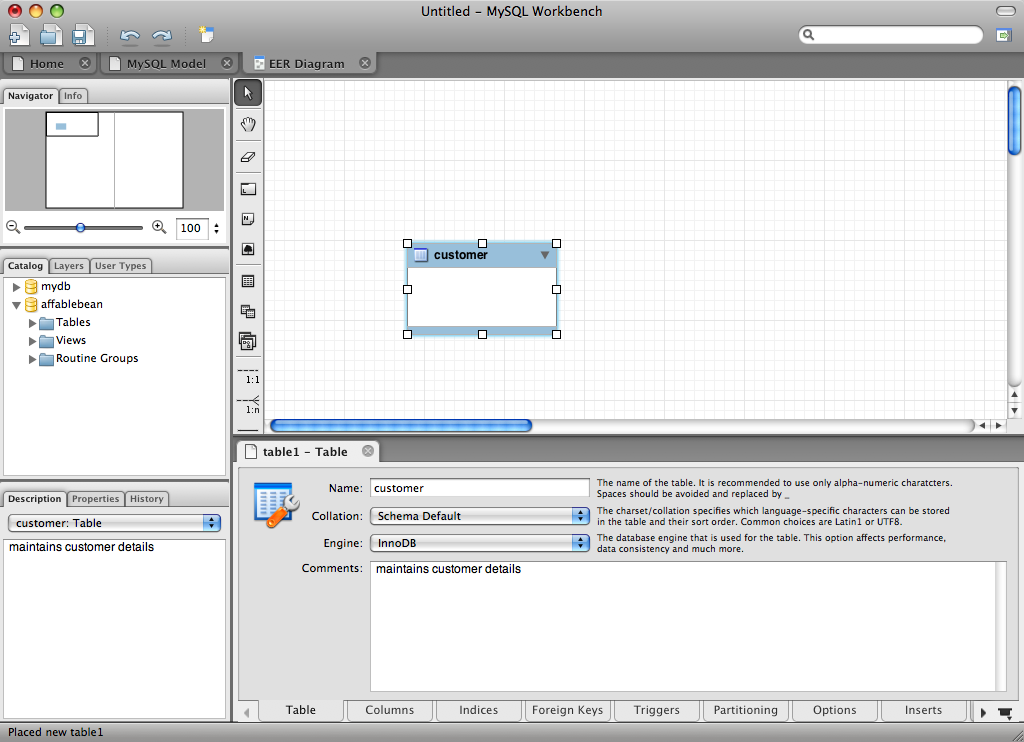 Untitled – MySQL Workbench
Home
MySQL Model
EER Diagram
Navigator
Info
100
Catalog
Layers
User Types
mydb
affablebean
Tables
Views
Routine Groups
1:1
1:n
customer
Description
Properties
History
customer: Table
maintains customer details
table1 – Table
Name:
customer
The name of the table. It is recommended to use only alpha-numeric characters.
Spaces should be avoided and replaced by _
Collation:
Schema Default
The charset/collation specifies which language-specific characters can be stored
in the table and their sort order. Common choices are Latin1 or UTF8.
Engine:
InnoDB
The database engine that is used for the table. This option affects performance,
data consistency and much more.
Comments:
maintains customer details
Table
Columns
Indices
Foreign Keys
Triggers
Partitioning
Options
Inserts
Placed new table1